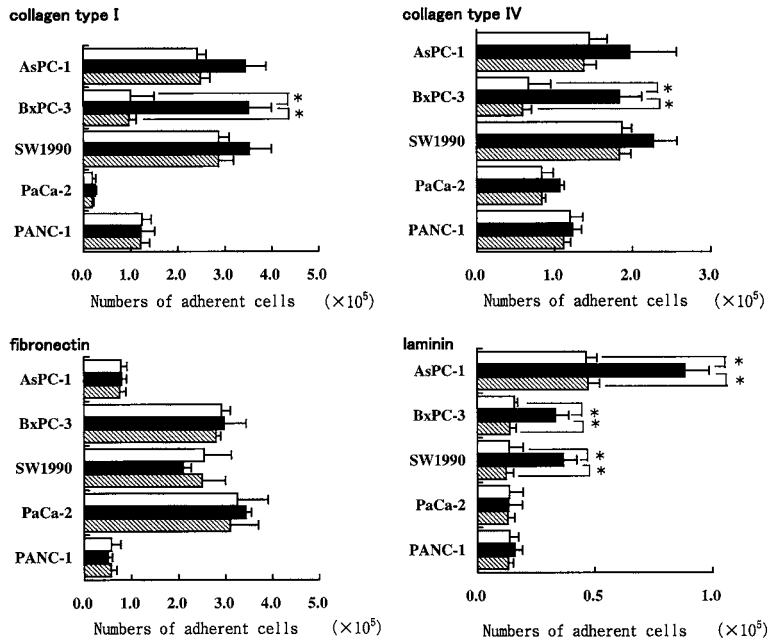 collagen type I
AsPC-1
BxPC-3
*
*
SW1990
PaCa-2
PANC-1
0.0 1.0 2.0 3.0 4.0 5.0
Numbers of adherent cells (×10⁵)
collagen type IV
AsPC-1
BxPC-3
*
*
SW1990
PaCa-2
PANC-1
0.0 1.0 2.0 3.0
Numbers of adherent cells (×10⁵)
fibronectin
AsPC-1
BxPC-3
SW1990
PaCa-2
PANC-1
0.0 1.0 2.0 3.0 4.0 5.0
Numbers of adherent cells (×10⁵)
laminin
AsPC-1
*
*
BxPC-3
*
*
SW1990
*
*
PaCa-2
PANC-1
0.0 0.5 1.0
Numbers of adherent cells (×10⁵)